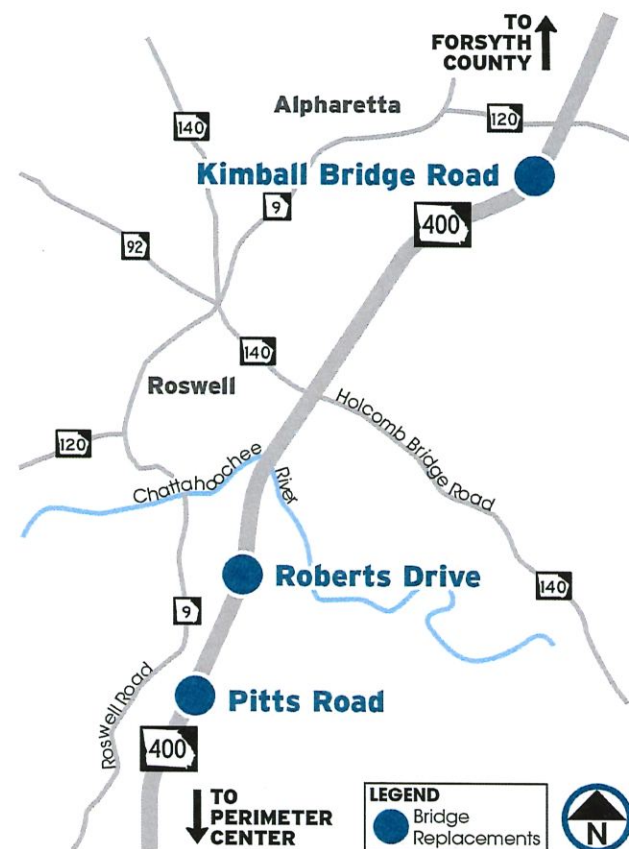 TO
FORSYTH
COUNTY
Alpharetta
140
120
Kimball Bridge Road
9
400
92
140
Roswell
Holcomb Bridge Road
120
Chattahoochee
River
Roberts Drive
140
9
Roswell Road
Pitts Road
400
TO
PERIMETER
CENTER
LEGEND
Bridge
Replacements
N